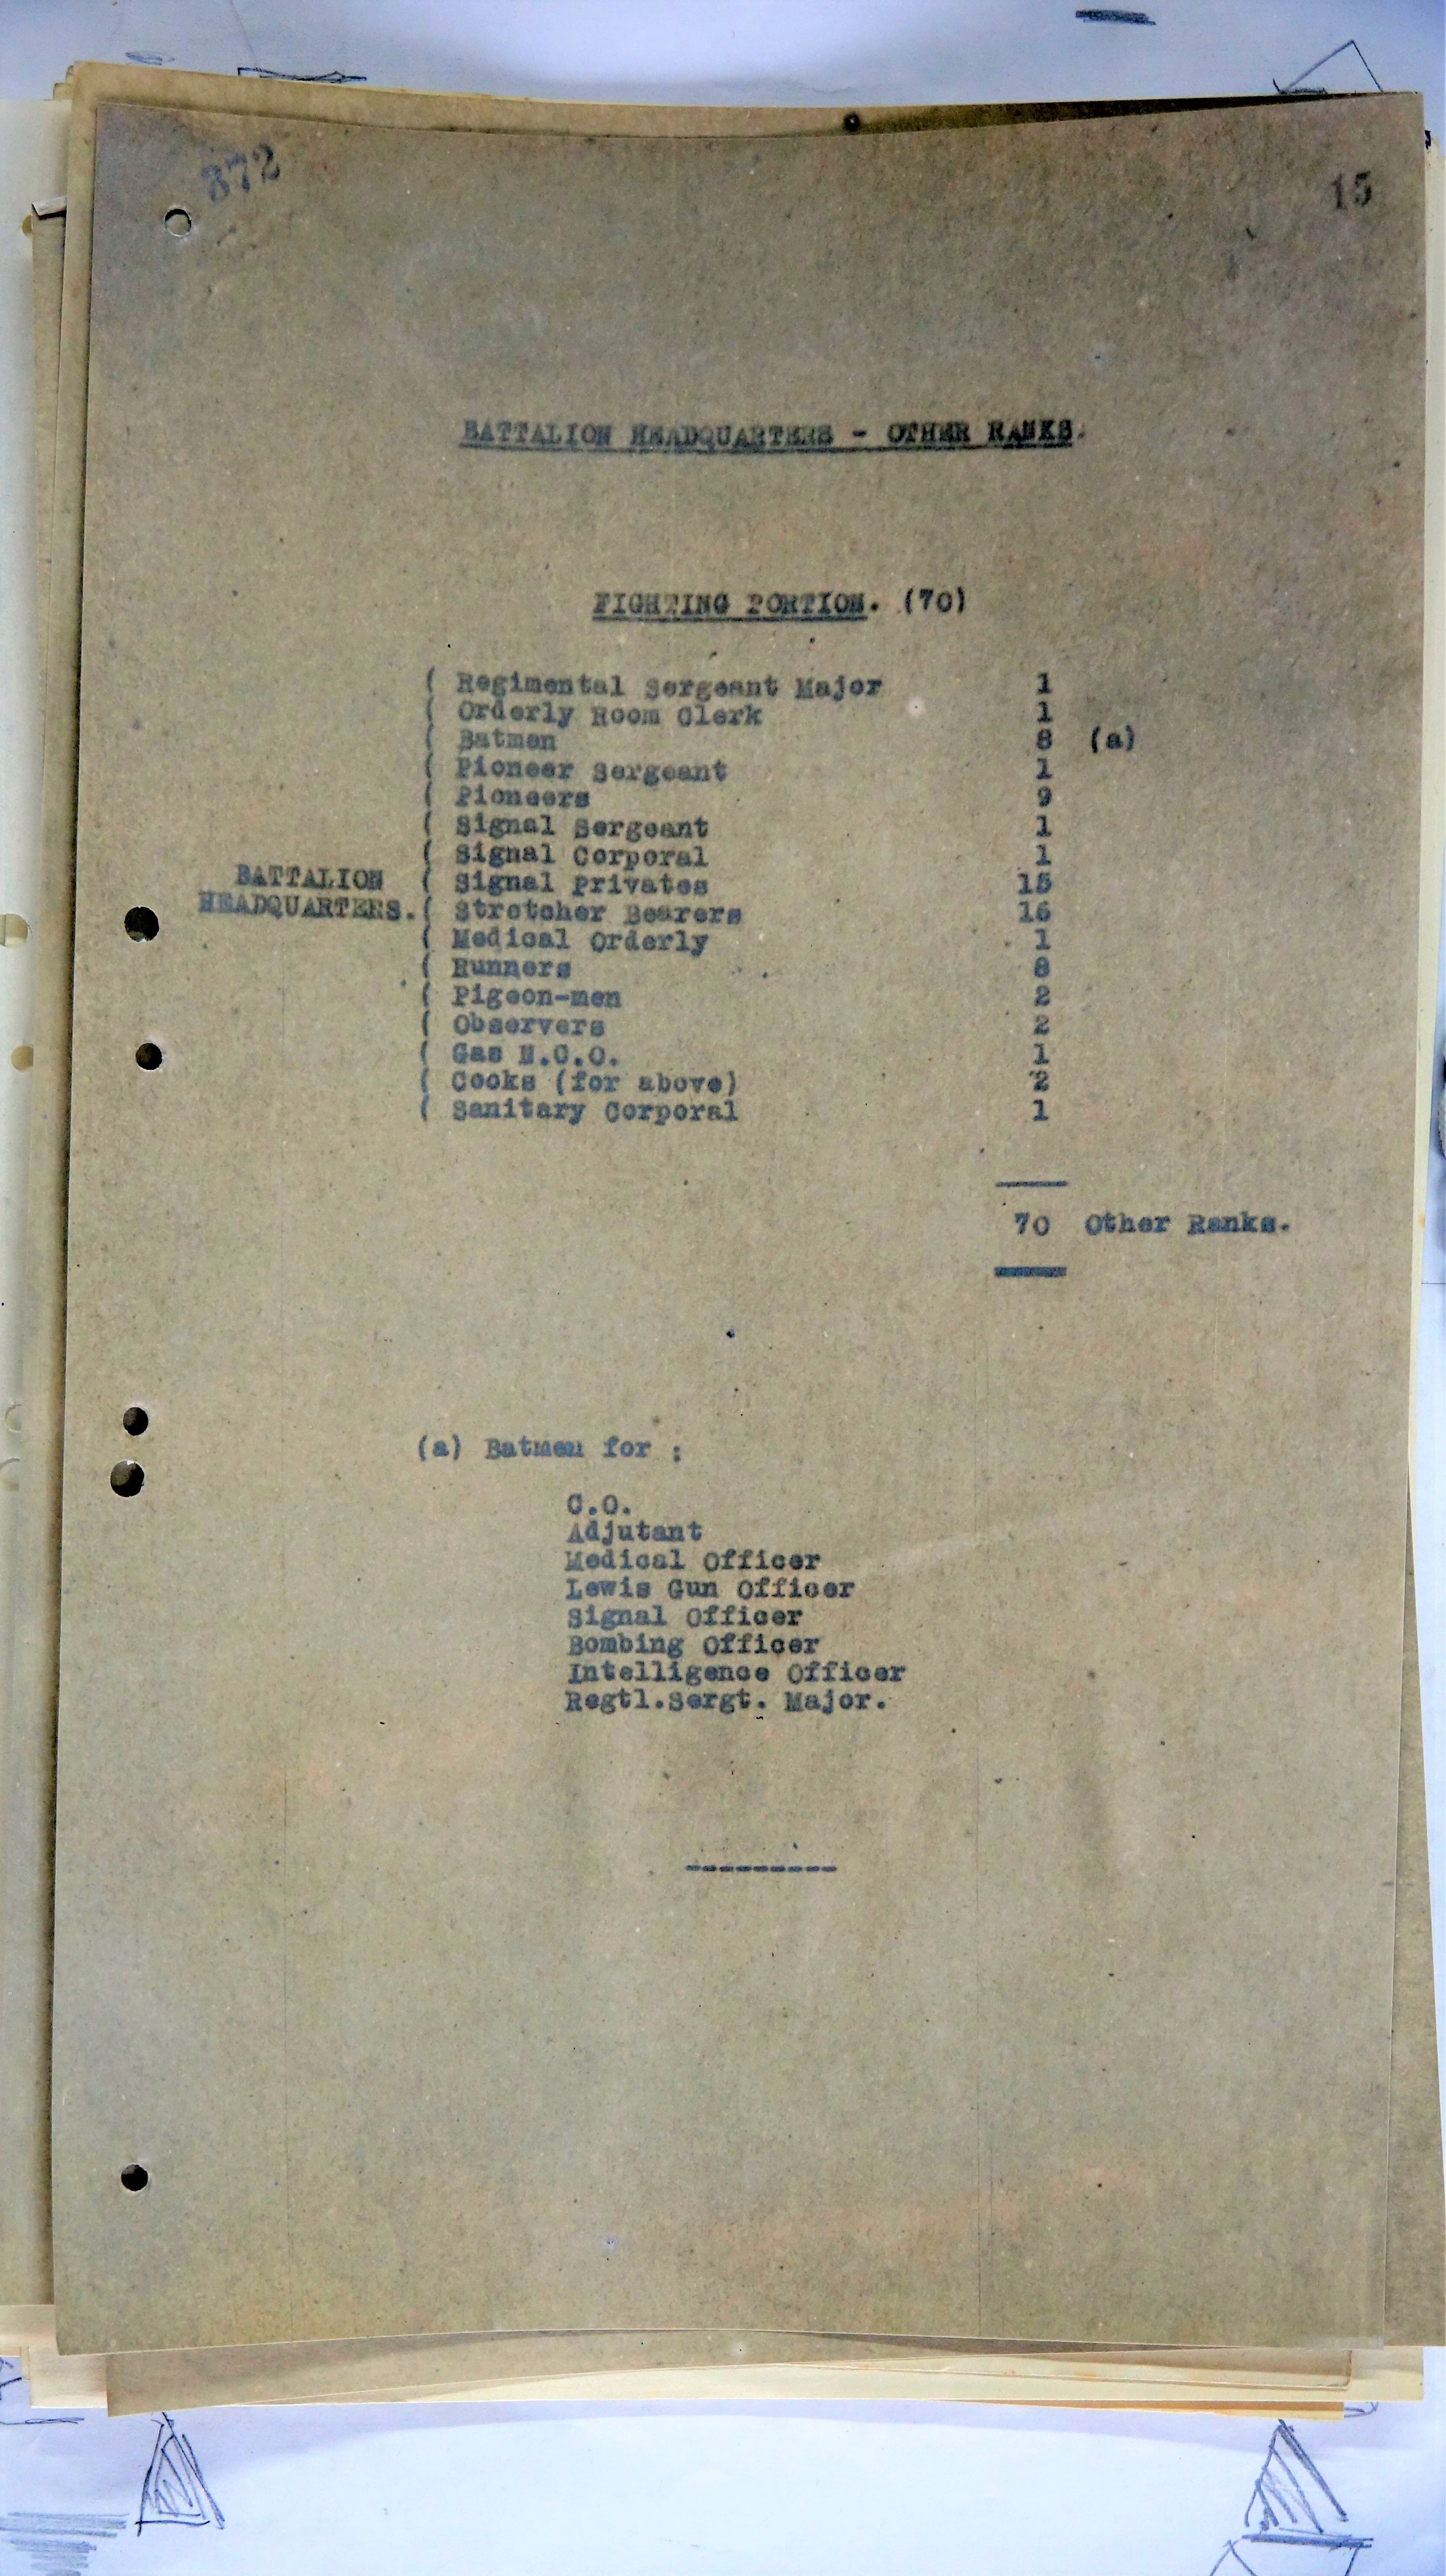 372
15
BATTALION HEADQUARTERS - OTHER RANKS.
FIGHTING PORTION. (70)
( Regimental Sergeant Major 1
( Orderly Room Clerk 1
( Batmen 8 (a)
( Pioneer Sergeant 1
( Pioneers 9
( Signal Sergeant 1
( Signal Corporal 1
BATTALION ( Signal Privates 15
HEADQUARTERS. ( Stretcher Bearers 16
( Medical Orderly 1
( Runners 8
( Pigeon-men 2
( Observers 2
( Gas N.C.O. 1
( Cooks (for above) 2
( Sanitary Corporal 1
70 Other Ranks.
(a) Batmen for :
C.O.
Adjutant
Medical Officer
Lewis Gun Officer
Signal Officer
Bombing Officer
Intelligence Officer
Regtl.Sergt. Major.
---------